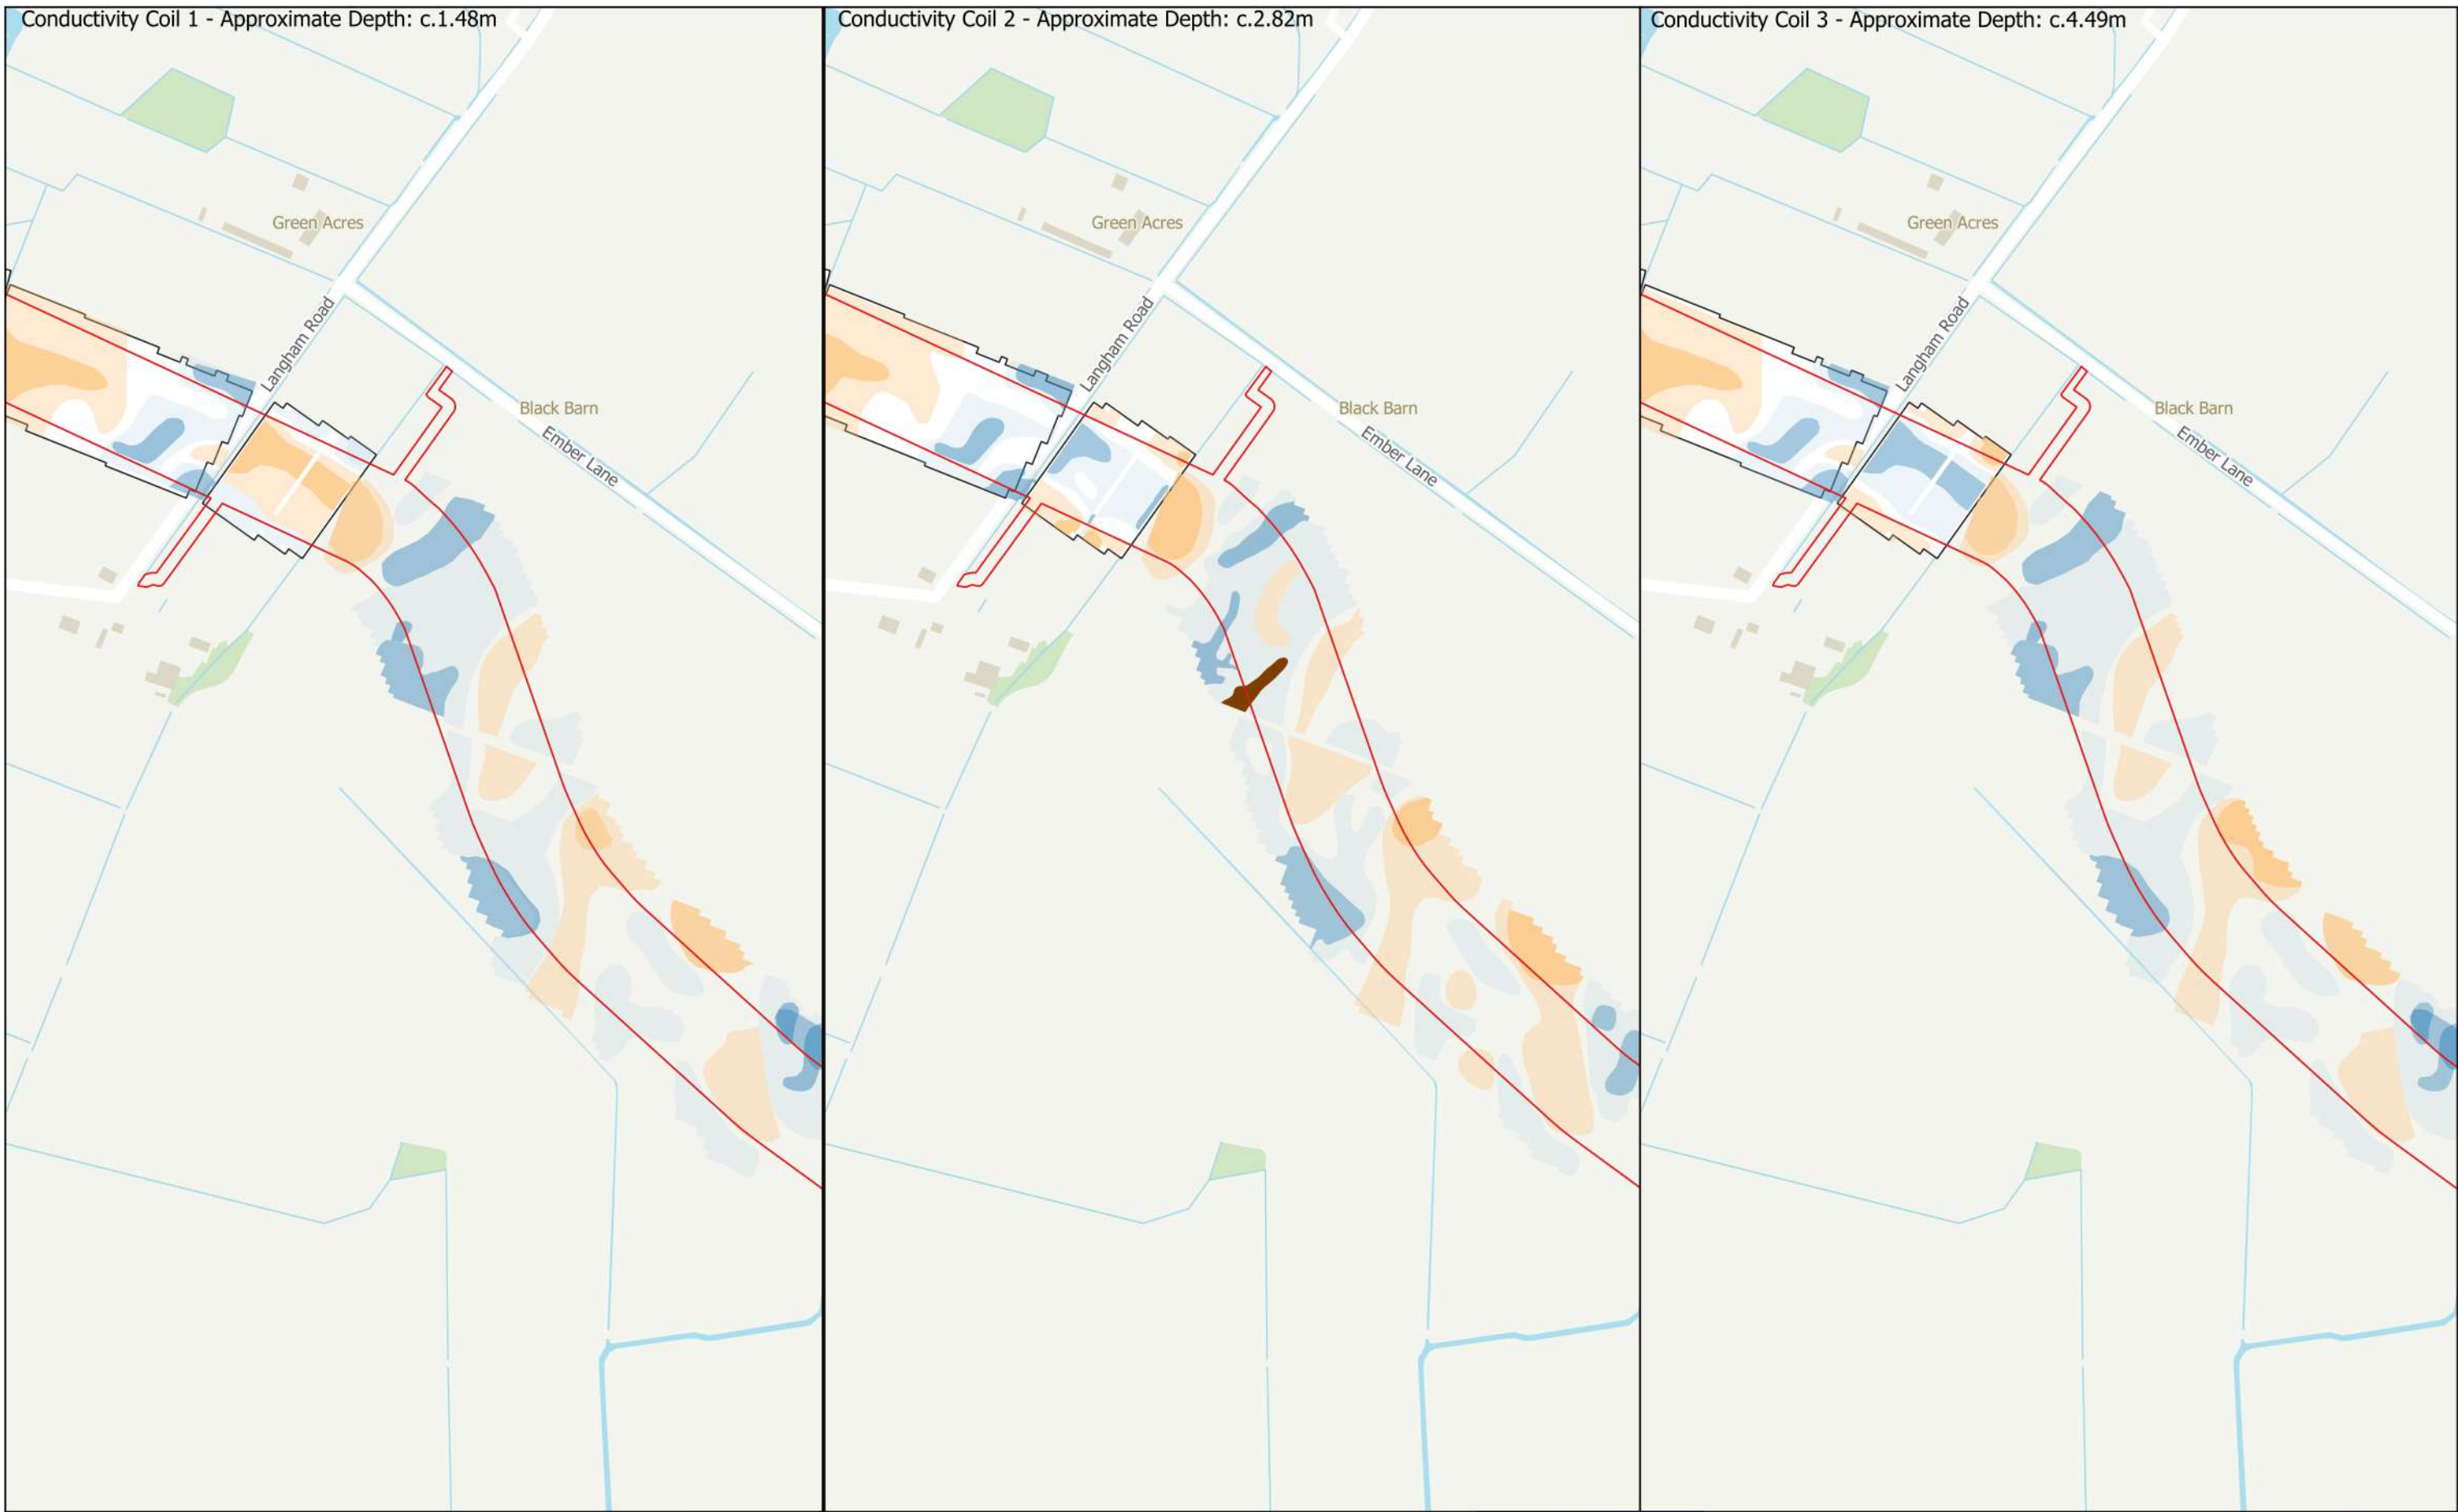 Conductivity Coil 1 - Approximate Depth: c.1.48m
Green Acres
Langham Road
Black Barn
Ember Lane
Conductivity Coil 2 - Approximate Depth: c.2.82m
Green Acres
Langham Road
Black Barn
Ember Lane
Conductivity Coil 3 - Approximate Depth: c.4.49m
Green Acres
Langham Road
Black Barn
Ember Lane